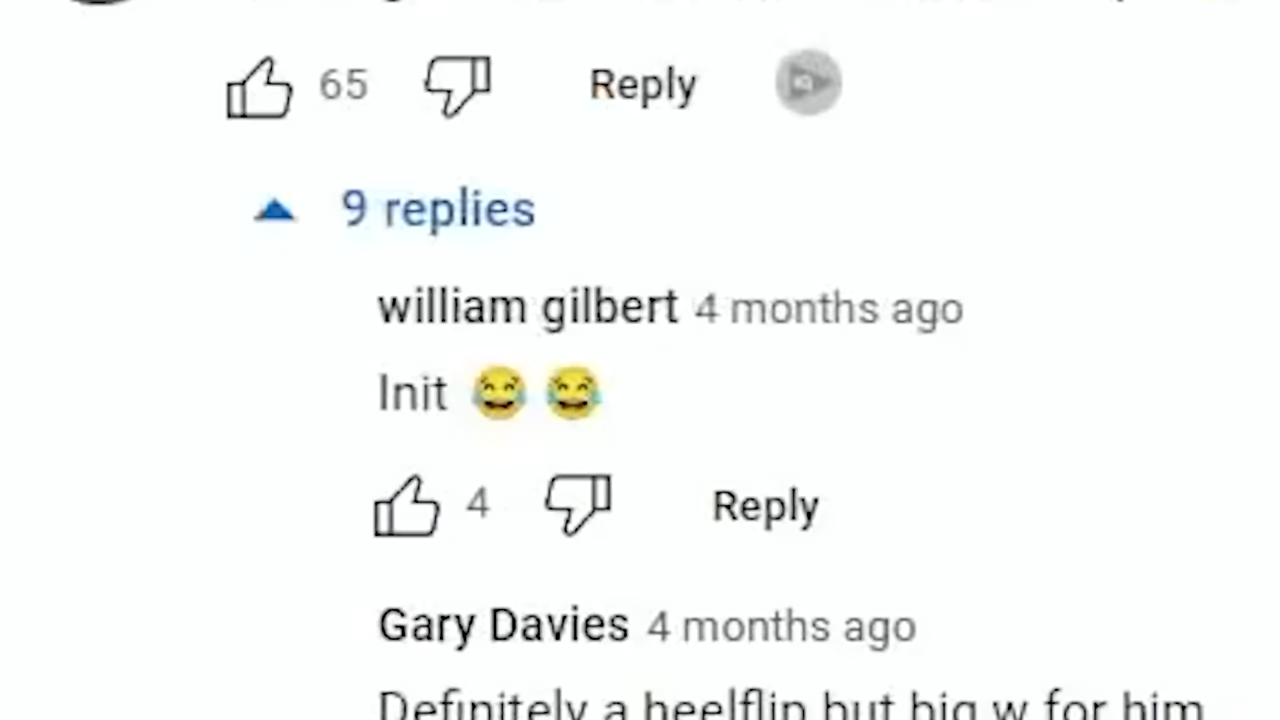 65 Reply
9 replies
william gilbert 4 months ago
Init 😂 😂
4 Reply
Gary Davies 4 months ago
Definitely a heelflip but big w for him